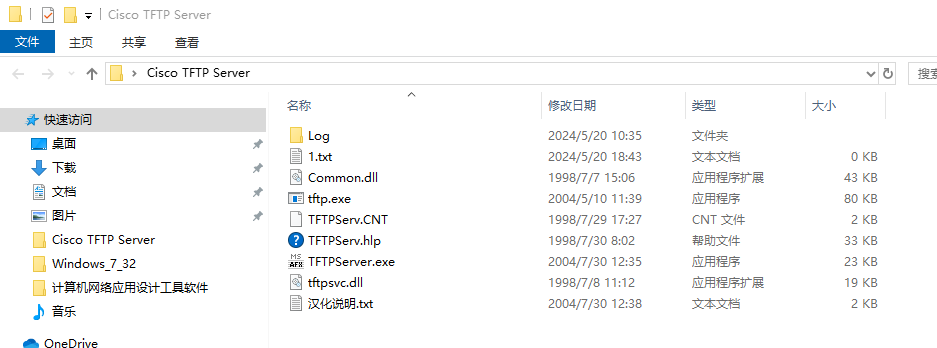 Cisco TFTP Server
文件 主页 共享 查看
Cisco TFTP Server 搜索
名称 修改日期 类型 大小
快速访问
桌面
下载
文档
图片
Cisco TFTP Server
Windows_7_32
计算机网络应用设计工具软件
音乐
OneDrive
Log 2024/5/20 10:35 文件夹
1.txt 2024/5/20 18:43 文本文档 0 KB
Common.dll 1998/7/7 15:06 应用程序扩展 43 KB
tftp.exe 2004/5/10 11:39 应用程序 80 KB
TFTPServ.CNT 1998/7/29 17:27 CNT 文件 2 KB
TFTPServ.hlp 1998/7/30 8:02 帮助文件 33 KB
MS AFX TFTPServer.exe 2004/7/30 12:35 应用程序 23 KB
tftpsvc.dll 1998/7/8 11:12 应用程序扩展 19 KB
汉化说明.txt 2004/7/30 12:38 文本文档 2 KB